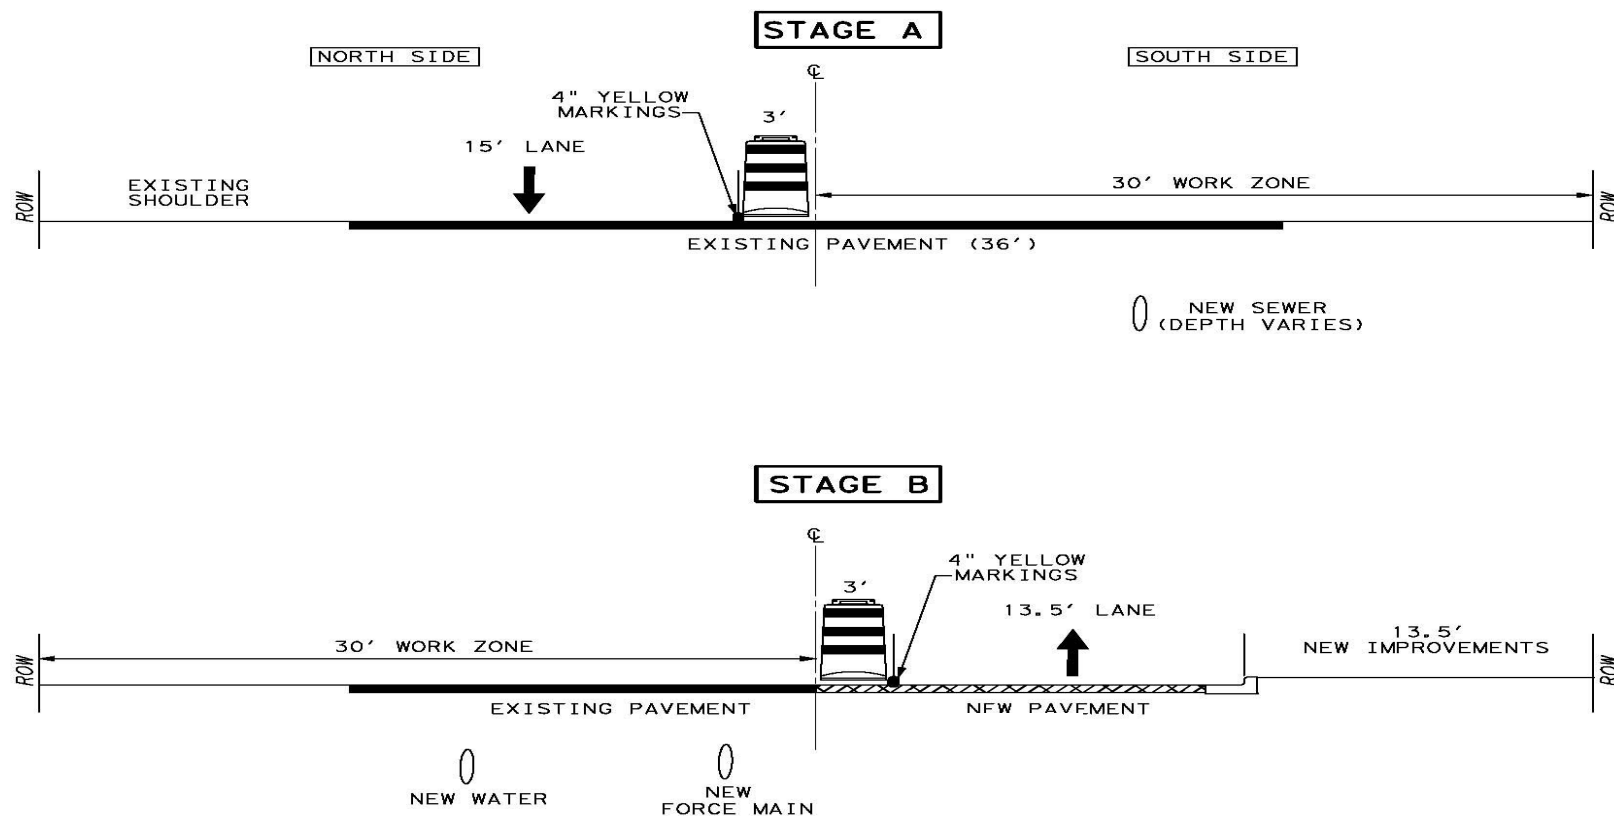 STAGE A
NORTH SIDE
SOUTH SIDE
℄
4" YELLOW
MARKINGS
3'
15' LANE
EXISTING
SHOULDER
30' WORK ZONE
ROW
ROW
EXISTING PAVEMENT (36')
NEW SEWER
(DEPTH VARIES)
STAGE B
℄
4" YELLOW
MARKINGS
3'
13.5' LANE
13.5'
NEW IMPROVEMENTS
30' WORK ZONE
ROW
ROW
EXISTING PAVEMENT
NEW PAVEMENT
NEW WATER
NEW
FORCE MAIN